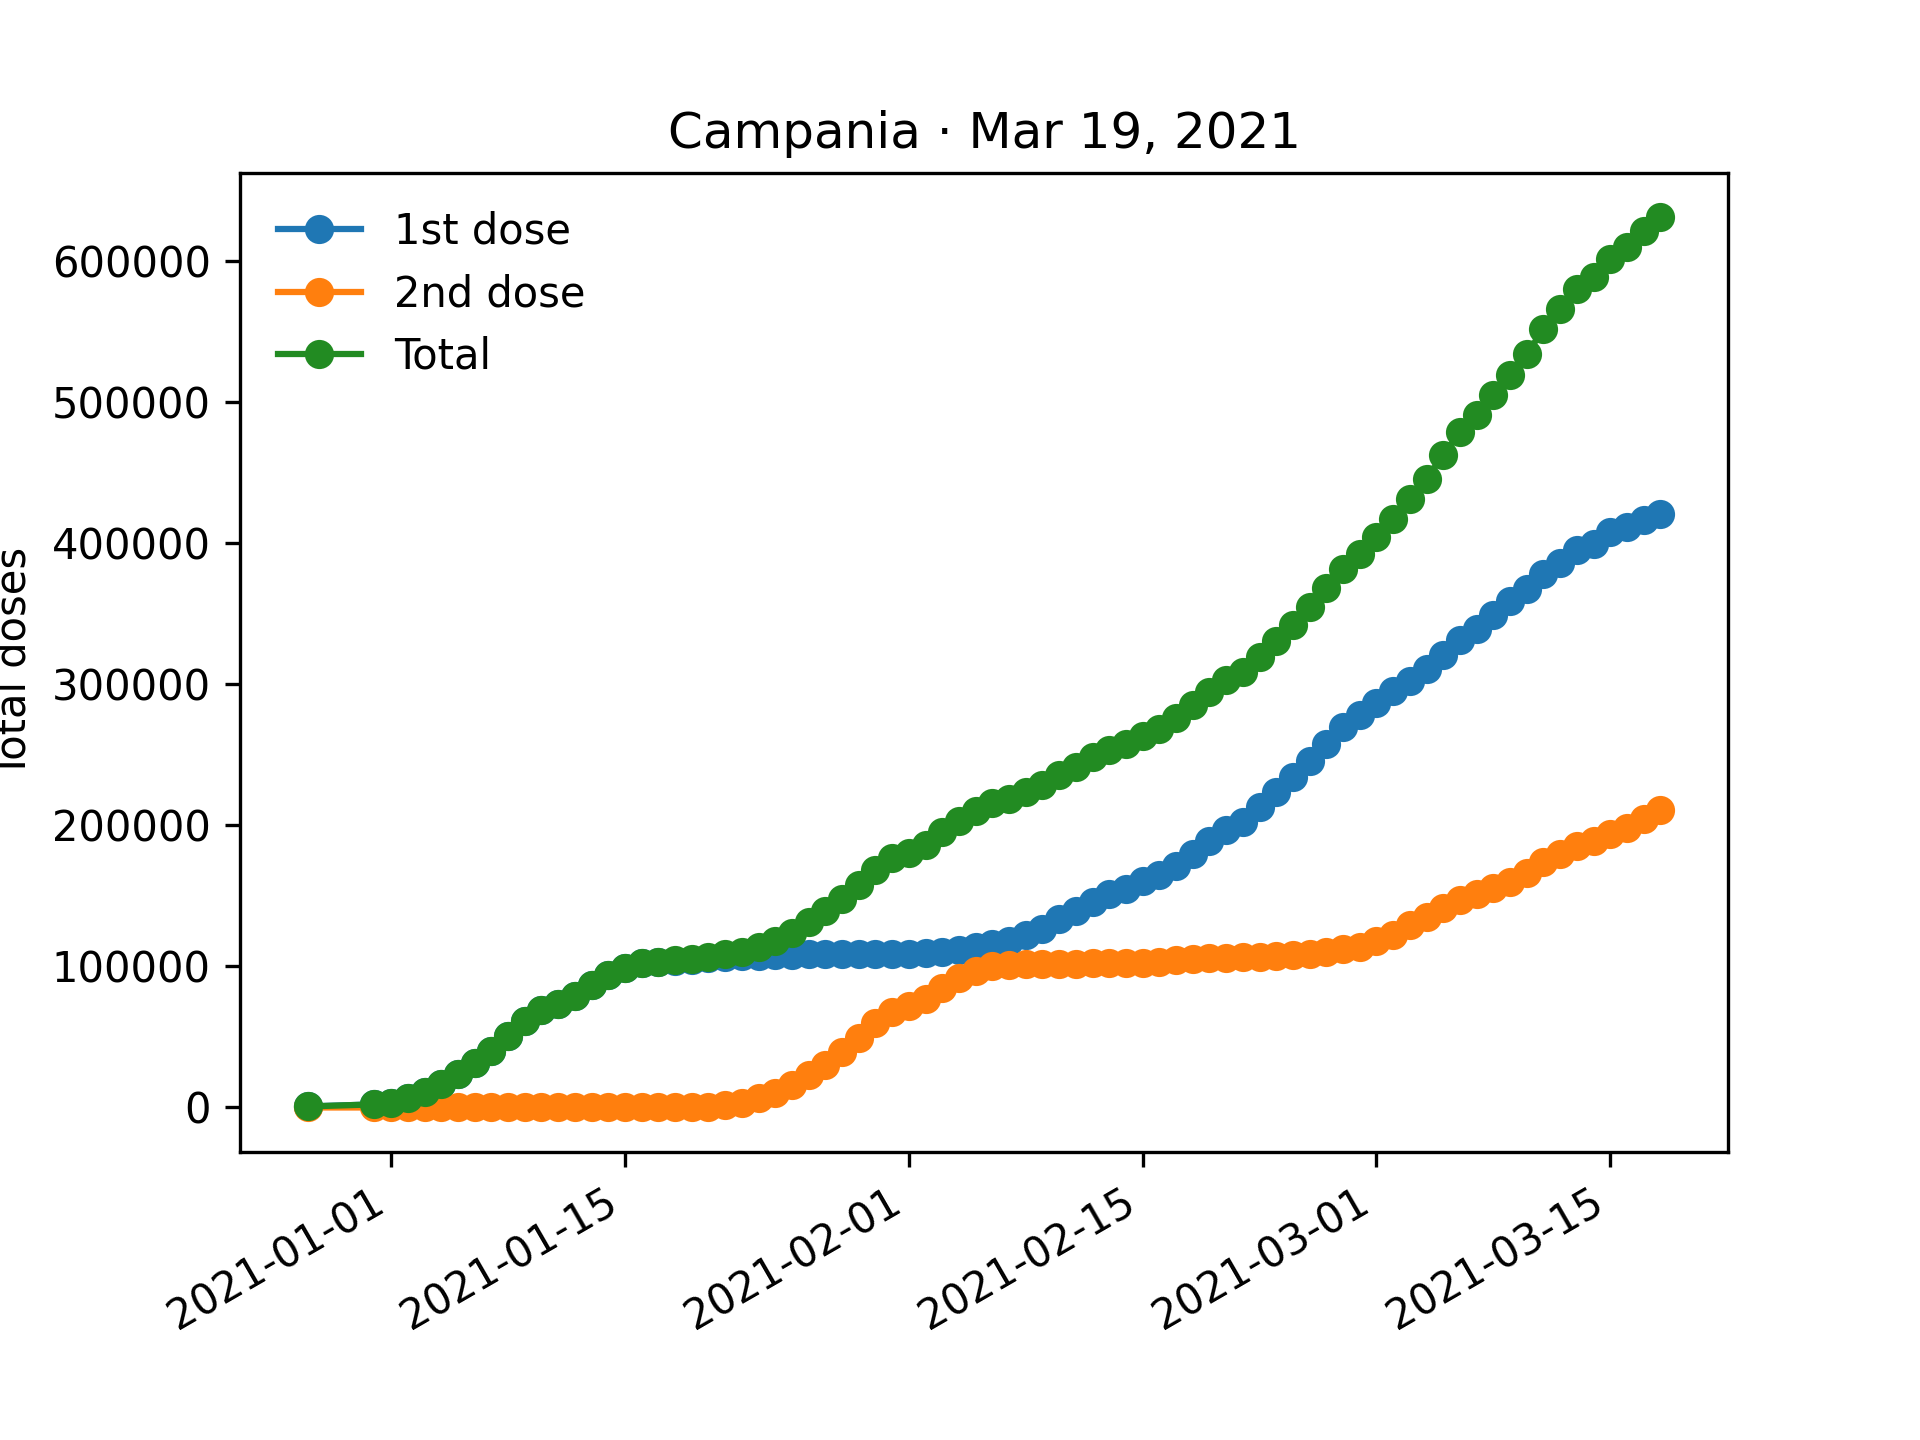 Campania · Mar 19, 2021
1st dose
2nd dose
Total
600000
500000
400000
300000
200000
100000
0
Total doses
2021-01-01
2021-01-15
2021-02-01
2021-02-15
2021-03-01
2021-03-15